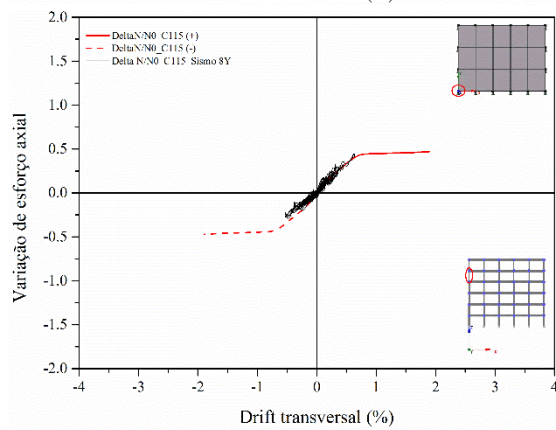 DeltaN/N0_C115 (+)
DeltaN/N0_C115 (-)
Delta N/N0_C115_Sismo 8Y
Variação de esforço axial
2.0
1.5
1.0
0.5
0.0
-0.5
-1.0
-1.5
-2.0
-4 -3 -2 -1 0 1 2 3 4
Drift transversal (%)